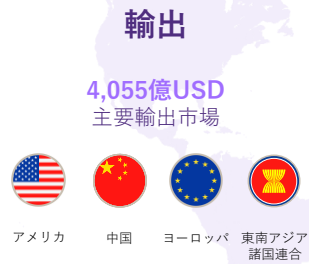 輸出
4,055億USD
主要輸出市場
アメリカ
中国
ヨーロッパ
東南アジア
諸国連合